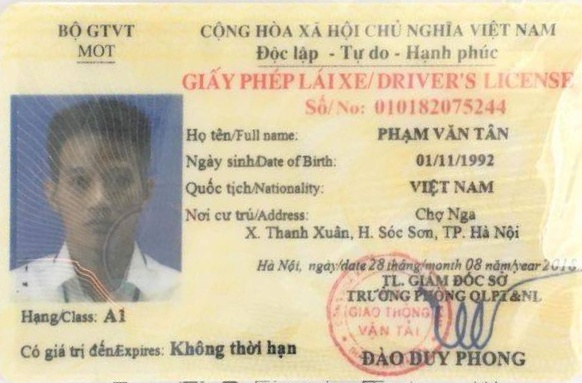 BỘ GTVT
MOT
CỘNG HÒA XÃ HỘI CHỦ NGHĨA VIỆT NAM
Độc lập - Tự do - Hạnh phúc
GIẤY PHÉP LÁI XE/DRIVER'S LICENSE
Số/No: 010182075244
Họ tên/Full name: PHẠM VĂN TÂN
Ngày sinh/Date of Birth: 01/11/1992
Quốc tịch/Nationality: VIỆT NAM
Nơi cư trú/Address: Chợ Nga
X. Thanh Xuân, H. Sóc Sơn, TP. Hà Nội
Hà Nội, ngày/date 28 tháng/month 08 năm/year
TL. GIÁM ĐỐC SỞ
TRƯỞNG PHÒNG QLPT&NL
GIAO THÔNG
VẬN TẢI
Hạng/Class: A1
Có giá trị đến/Expires: Không thời hạn
ĐÀO DUY PHONG